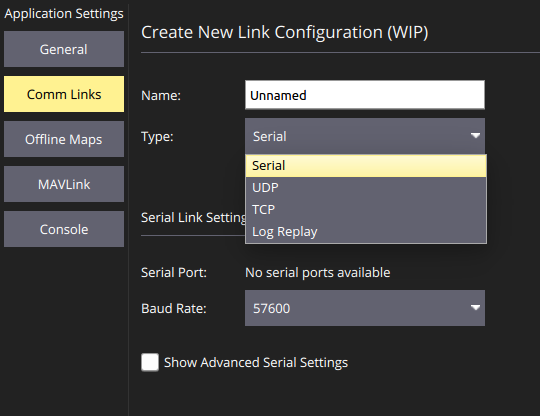 Application Settings
General
Comm Links
Offline Maps
MAVLink
Console
Create New Link Configuration (WIP)
Name: Unnamed
Type: Serial
Serial
UDP
TCP
Log Replay
Serial Link Setting
Serial Port: No serial ports available
Baud Rate: 57600
Show Advanced Serial Settings